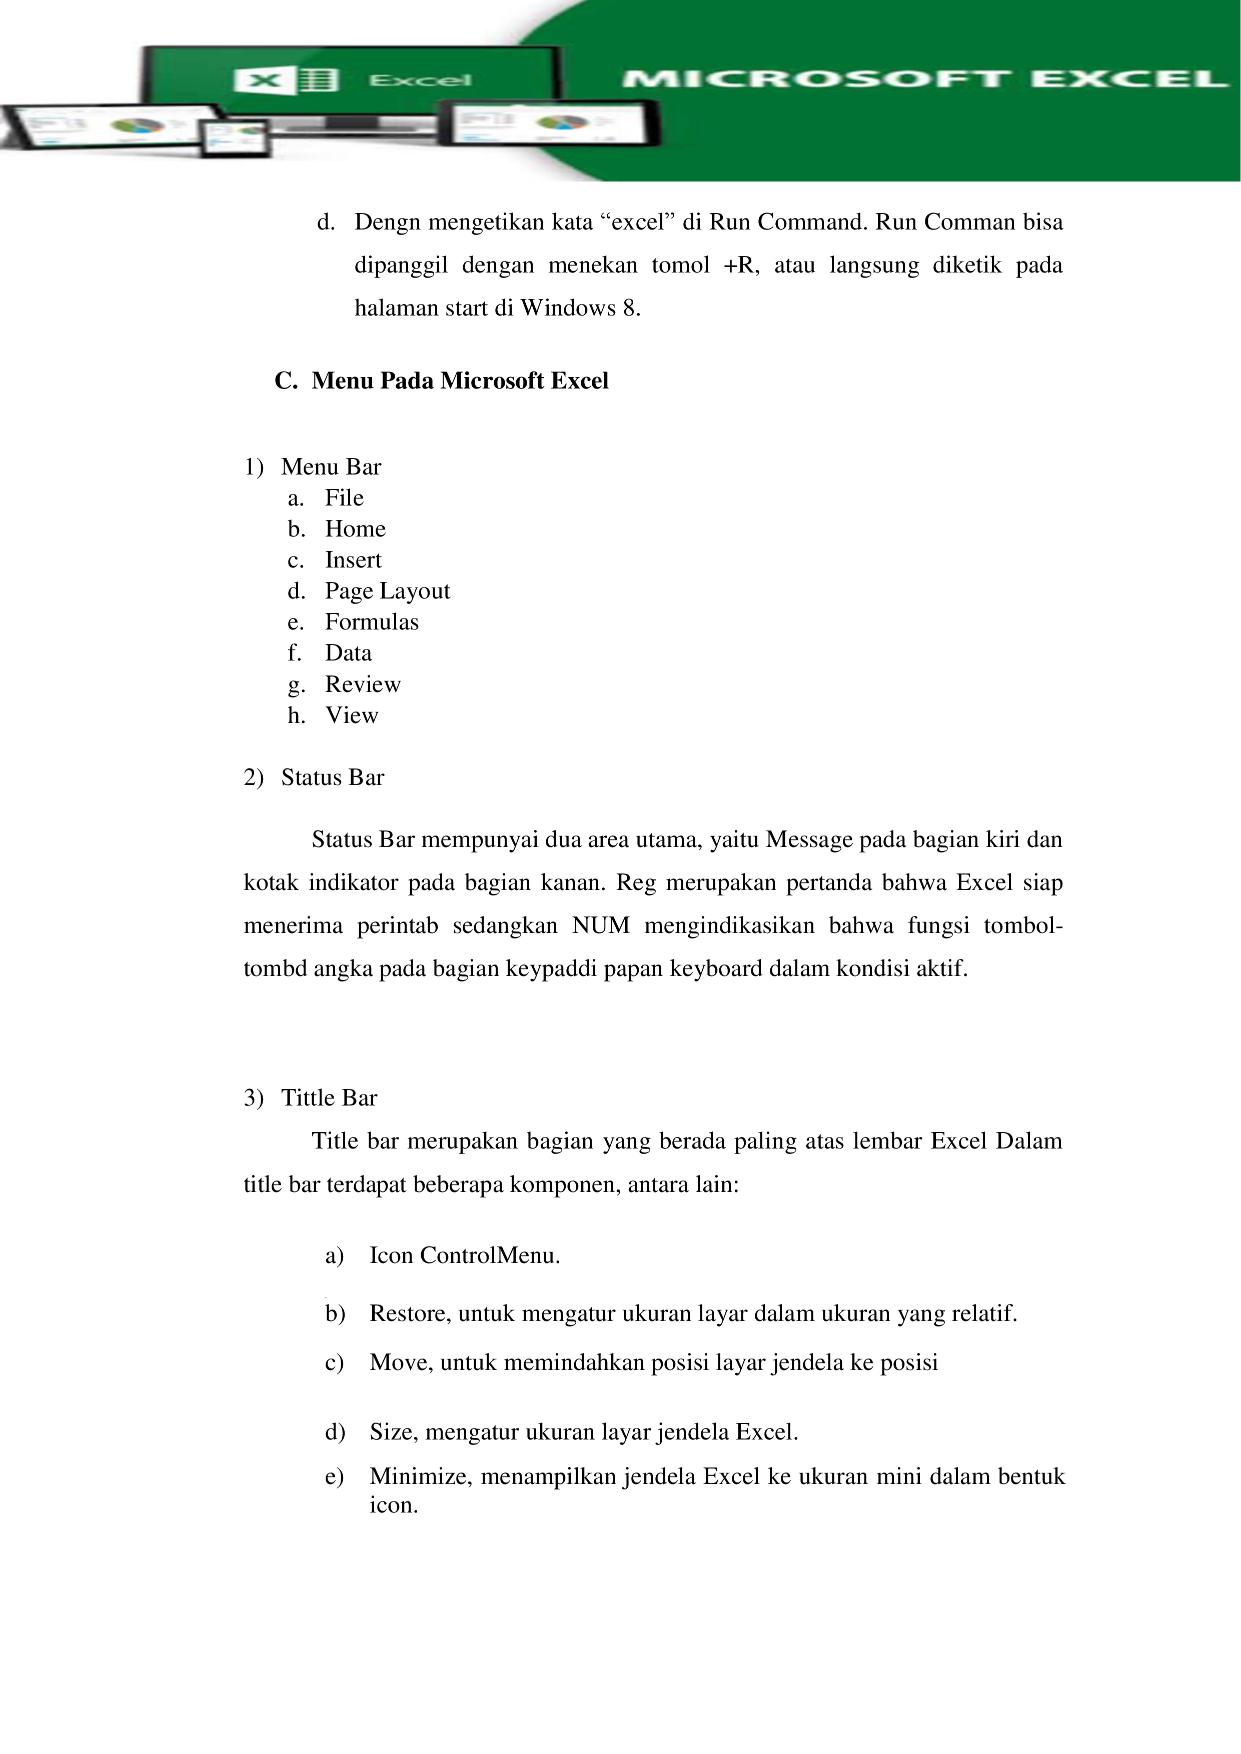 Excel
MICROSOFT EXCEL
d. Dengn mengetikan kata “excel” di Run Command. Run Comman bisa
dipanggil dengan menekan tomol +R, atau langsung diketik pada
halaman start di Windows 8.
C. Menu Pada Microsoft Excel
1) Menu Bar
a. File
b. Home
c. Insert
d. Page Layout
e. Formulas
f. Data
g. Review
h. View
2) Status Bar
Status Bar mempunyai dua area utama, yaitu Message pada bagian kiri dan
kotak indikator pada bagian kanan. Reg merupakan pertanda bahwa Excel siap
menerima perintab sedangkan NUM mengindikasikan bahwa fungsi tombol-
tombd angka pada bagian keypaddi papan keyboard dalam kondisi aktif.
3) Tittle Bar
Title bar merupakan bagian yang berada paling atas lembar Excel Dalam
title bar terdapat beberapa komponen, antara lain:
a) Icon ControlMenu.
b) Restore, untuk mengatur ukuran layar dalam ukuran yang relatif.
c) Move, untuk memindahkan posisi layar jendela ke posisi
d) Size, mengatur ukuran layar jendela Excel.
e) Minimize, menampilkan jendela Excel ke ukuran mini dalam bentuk
icon.